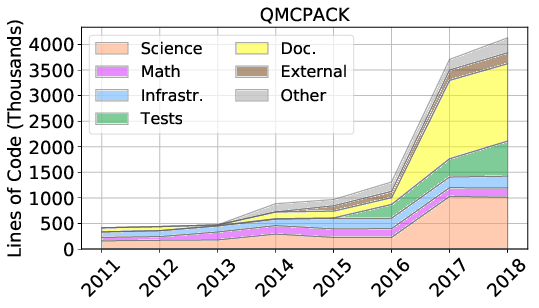 QMCPACK
Lines of Code (Thousands)
4000
3500
3000
2500
2000
1500
1000
500
0
Science
Math
Infrastr.
Tests
Doc.
External
Other
2011
2012
2013
2014
2015
2016
2017
2018